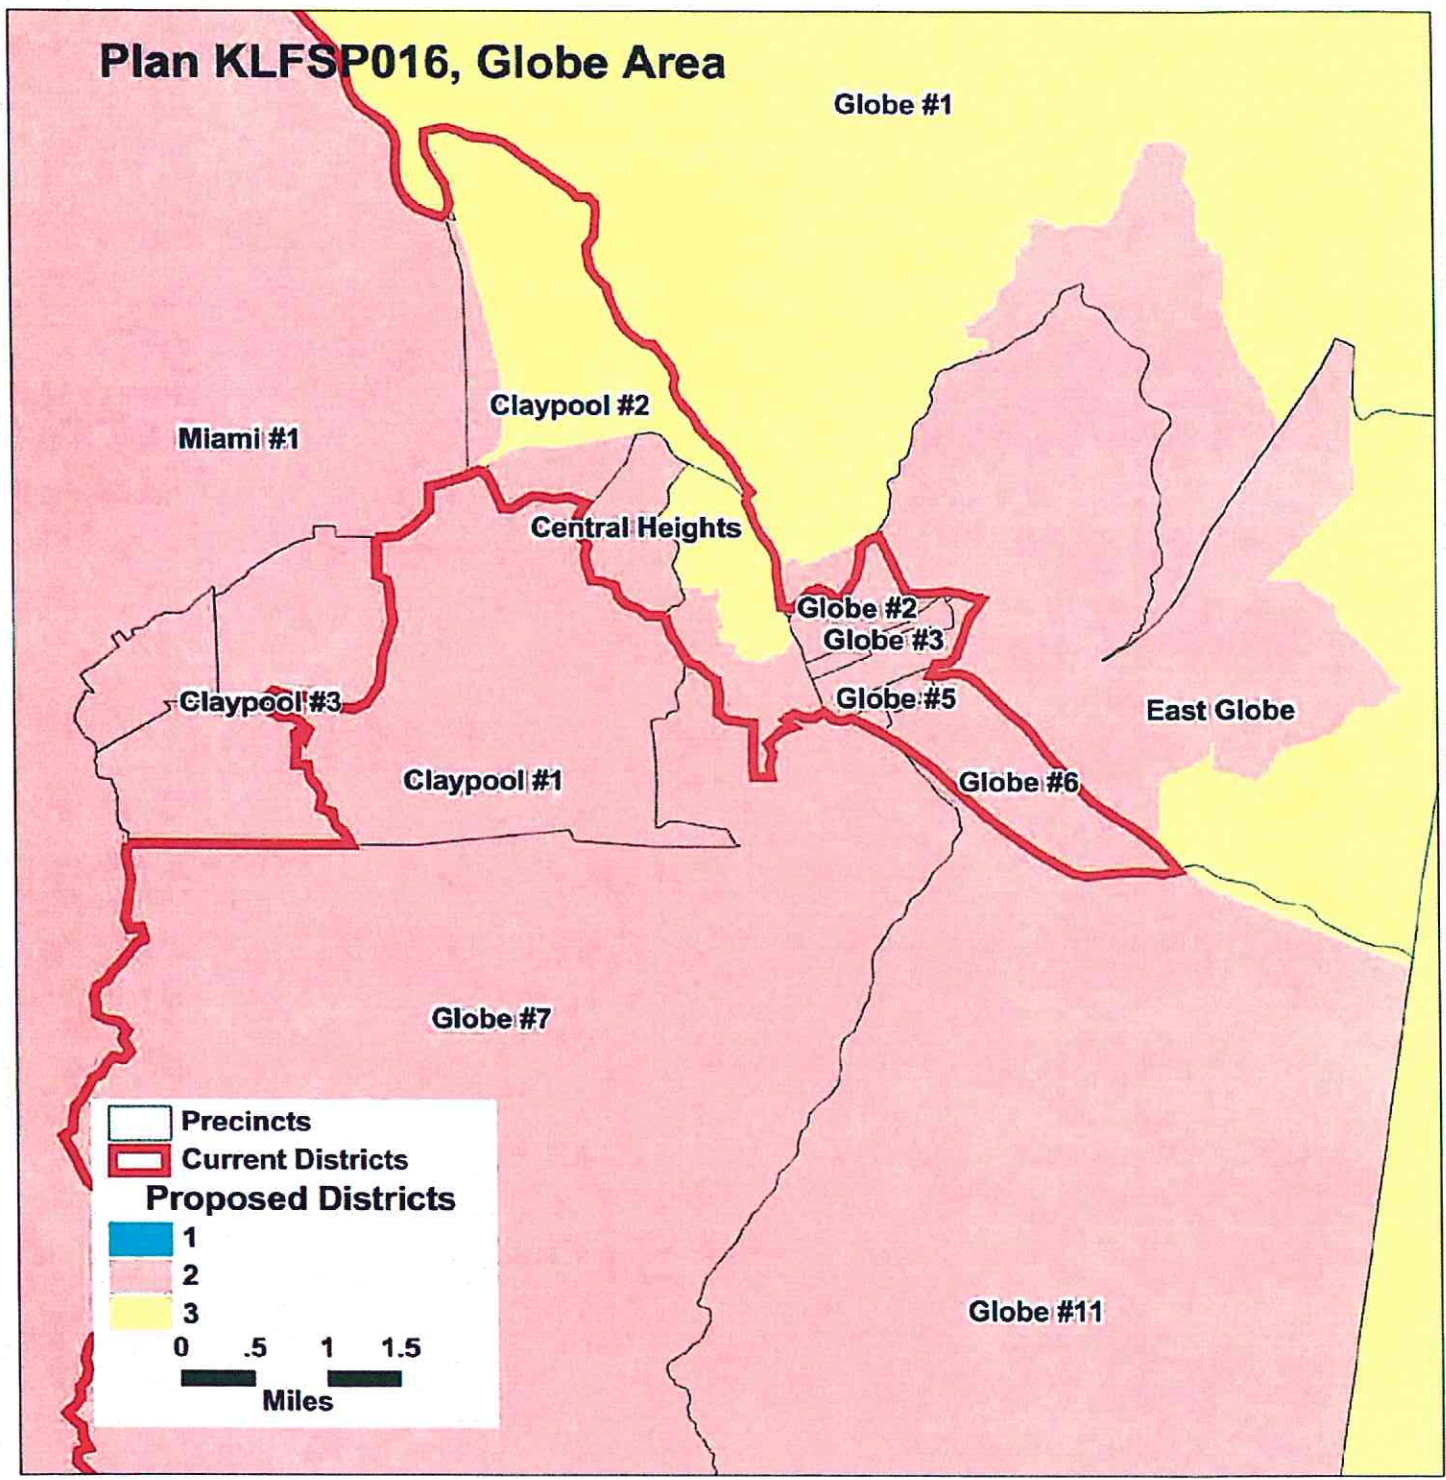 Plan KLFSP016, Globe Area
Globe #1
Claypool #2
Miami #1
Central Heights
Globe #2
Globe #3
Claypool #3
Globe #5
East Globe
Claypool #1
Globe #6
Globe #7
Precincts
Current Districts
Proposed Districts
1
2
3
0 .5 1 1.5
Miles
Globe #11